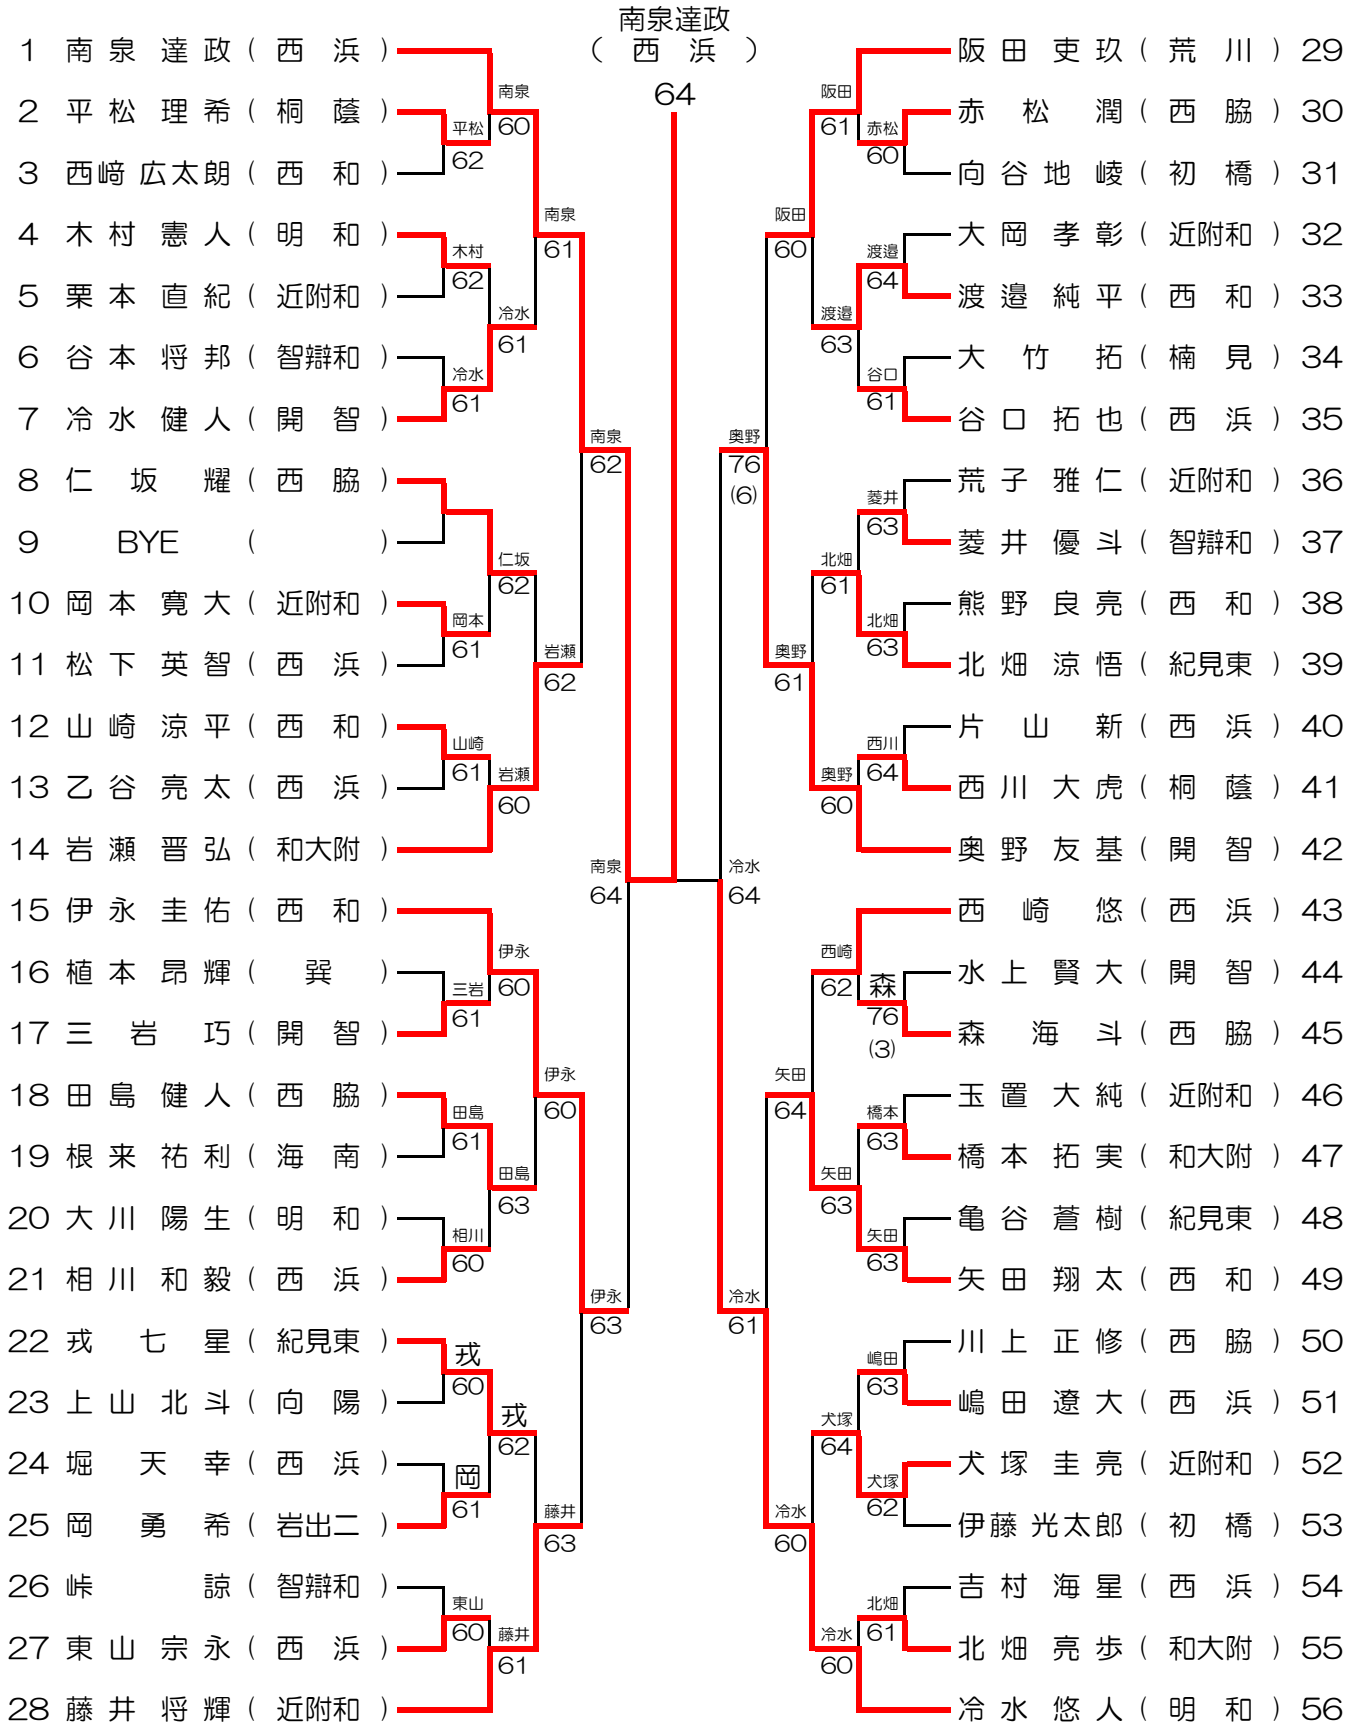 南泉達政
（ 西 浜 ）
64
1 南 泉 達 政 （ 西 浜 ）
2 平 松 理 希 （ 桐 蔭 ）
3 西﨑 広太朗 （ 西 和 ）
4 木 村 憲 人 （ 明 和 ）
5 栗 本 直 紀 （ 近附和 ）
6 谷 本 将 邦 （ 智辯和 ）
7 冷 水 健 人 （ 開 智 ）
8 仁 坂 耀 （ 西 脇 ）
9 BYE （ ）
10 岡 本 寛 大 （ 近附和 ）
11 松 下 英 智 （ 西 浜 ）
12 山 崎 涼 平 （ 西 和 ）
13 乙 谷 亮 太 （ 西 浜 ）
14 岩 瀬 晋 弘 （ 和大附 ）
15 伊 永 圭 佑 （ 西 和 ）
16 植 本 昂 輝 （ 巽 ）
17 三 岩 巧 （ 開 智 ）
18 田 島 健 人 （ 西 脇 ）
19 根 来 祐 利 （ 海 南 ）
20 大 川 陽 生 （ 明 和 ）
21 相 川 和 毅 （ 西 浜 ）
22 戎 七 星 （ 紀見東 ）
23 上 山 北 斗 （ 向 陽 ）
24 堀 天 幸 （ 西 浜 ）
25 岡 勇 希 （ 岩出二 ）
26 峠 諒 （ 智辯和 ）
27 東 山 宗 永 （ 西 浜 ）
28 藤 井 将 輝 （ 近附和 ）
平松
62
木村
62
冷水
61
岡本
61
山崎
61
三岩
61
田島
61
相川
60
戎
60
岡
61
東山
60
南泉
60
冷水
61
仁坂
62
岩瀬
60
伊永
60
田島
63
戎
62
藤井
61
南泉
61
岩瀬
62
伊永
60
藤井
63
南泉
62
伊永
63
南泉
64
冷水
64
奥野
76
(6)
冷水
61
阪田
60
奥野
61
矢田
64
冷水
60
阪田
61
渡邉
63
北畑
61
奥野
60
西崎
62
矢田
63
犬塚
64
冷水
60
赤松
60
渡邉
64
谷口
61
菱井
63
北畑
63
西川
64
森
76
(3)
橋本
63
矢田
63
嶋田
63
犬塚
62
北畑
61
阪 田 吏 玖 （ 荒 川 ） 29
赤 松 潤 （ 西 脇 ） 30
向 谷 地 崚 （ 初 橋 ） 31
大 岡 孝 彰 （ 近附和 ） 32
渡 邉 純 平 （ 西 和 ） 33
大 竹 拓 （ 楠 見 ） 34
谷 口 拓 也 （ 西 浜 ） 35
荒 子 雅 仁 （ 近附和 ） 36
菱 井 優 斗 （ 智辯和 ） 37
熊 野 良 亮 （ 西 和 ） 38
北 畑 涼 悟 （ 紀見東 ） 39
片 山 新 （ 西 浜 ） 40
西 川 大 虎 （ 桐 蔭 ） 41
奥 野 友 基 （ 開 智 ） 42
西 崎 悠 （ 西 浜 ） 43
水 上 賢 大 （ 開 智 ） 44
森 海 斗 （ 西 脇 ） 45
玉 置 大 純 （ 近附和 ） 46
橋 本 拓 実 （ 和大附 ） 47
亀 谷 蒼 樹 （ 紀見東 ） 48
矢 田 翔 太 （ 西 和 ） 49
川 上 正 修 （ 西 脇 ） 50
嶋 田 遼 大 （ 西 浜 ） 51
犬 塚 圭 亮 （ 近附和 ） 52
伊藤 光太郎 （ 初 橋 ） 53
吉 村 海 星 （ 西 浜 ） 54
北 畑 亮 歩 （ 和大附 ） 55
冷 水 悠 人 （ 明 和 ） 56